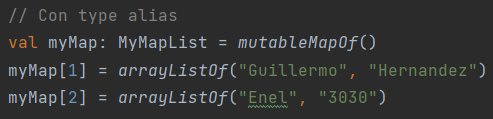 // Con type alias
val myMap: MyMapList = mutableMapOf()
myMap[1] = arrayListOf("Guillermo", "Hernandez")
myMap[2] = arrayListOf("Enel", "3030")